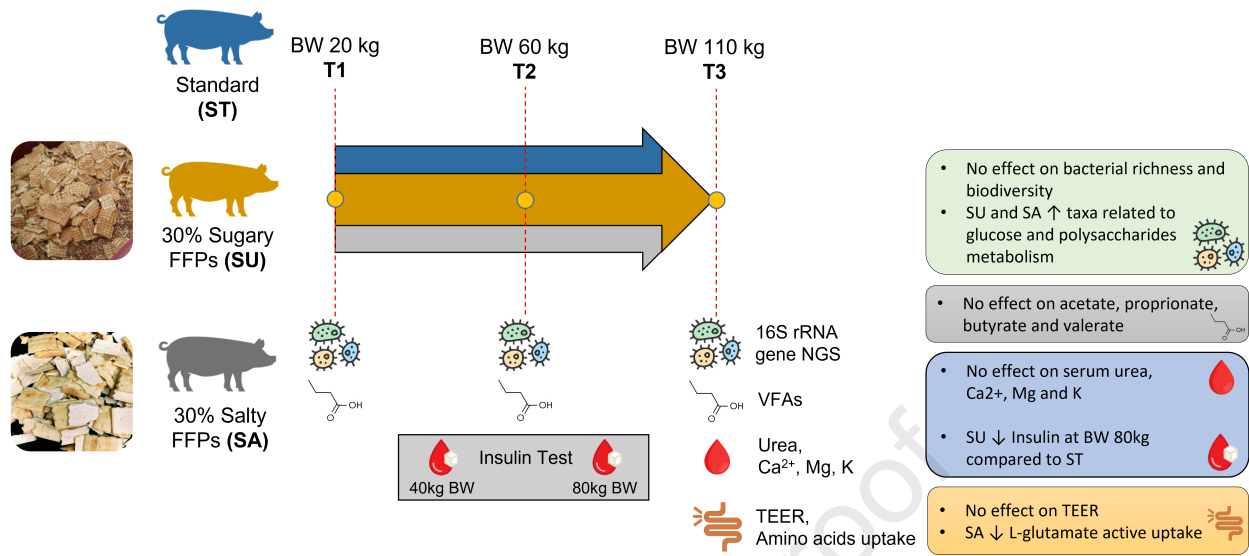 Standard
(ST)
30% Sugary
FFPs (SU)
30% Salty
FFPs (SA)
BW 20 kg
T1
BW 60 kg
T2
BW 110 kg
T3
16S rRNA
gene NGS
OH
OH
OH
VFAs
Insulin Test
40kg BW
80kg BW
Urea,
Ca²⁺, Mg, K
TEER,
Amino acids uptake
• No effect on bacterial richness and
biodiversity
• SU and SA ↑ taxa related to
glucose and polysaccharides
metabolism
• No effect on acetate, proprionate,
butyrate and valerate
OH
• No effect on serum urea,
Ca2+, Mg and K
• SU ↓ Insulin at BW 80kg
compared to ST
• No effect on TEER
• SA ↓ L-glutamate active uptake
roof